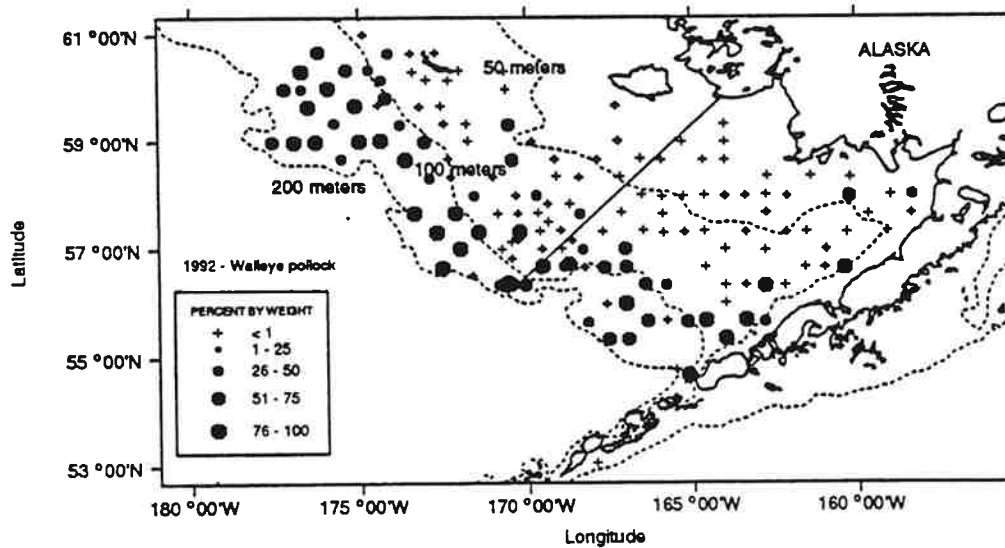 61 °00'N
59 °00'N
57 °00'N
55 °00'N
53 °00'N
Latitude
ALASKA
50 meters
100 meters
200 meters
1992 - Walleye pollock
PERCENT BY WEIGHT
< 1
1 - 25
26 - 50
51 - 75
76 - 100
180 °00'W
175 °00'W
170 °00'W
165 °00'W
160 °00'W
Longitude